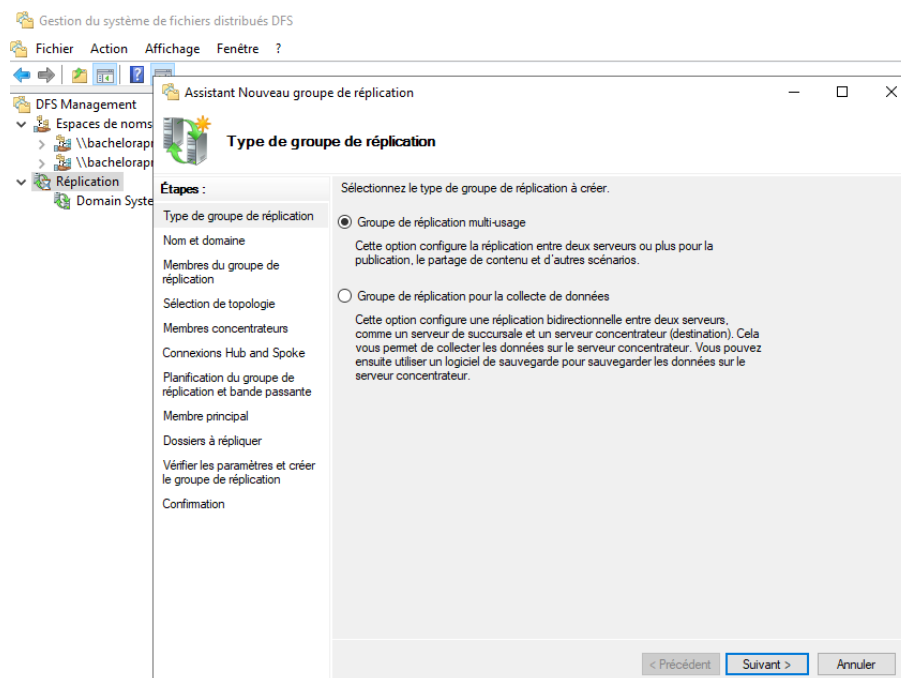 Gestion du système de fichiers distribués DFS
Fichier Action Affichage Fenêtre ?
DFS Management
Espaces de noms
\\bachelorapr
\\bachelorapr
Réplication
Domain Syste
Assistant Nouveau groupe de réplication
Type de groupe de réplication
Étapes :
Type de groupe de réplication
Nom et domaine
Membres du groupe de
réplication
Sélection de topologie
Membres concentrateurs
Connexions Hub and Spoke
Planification du groupe de
réplication et bande passante
Membre principal
Dossiers à répliquer
Vérifier les paramètres et créer
le groupe de réplication
Confirmation
Sélectionnez le type de groupe de réplication à créer.
Groupe de réplication multi-usage
Cette option configure la réplication entre deux serveurs ou plus pour la
publication, le partage de contenu et d'autres scénarios.
Groupe de réplication pour la collecte de données
Cette option configure une réplication bidirectionnelle entre deux serveurs,
comme un serveur de succursale et un serveur concentrateur (destination). Cela
vous permet de collecter les données sur le serveur concentrateur. Vous pouvez
ensuite utiliser un logiciel de sauvegarde pour sauvegarder les données sur le
serveur concentrateur.
< Précédent Suivant > Annuler